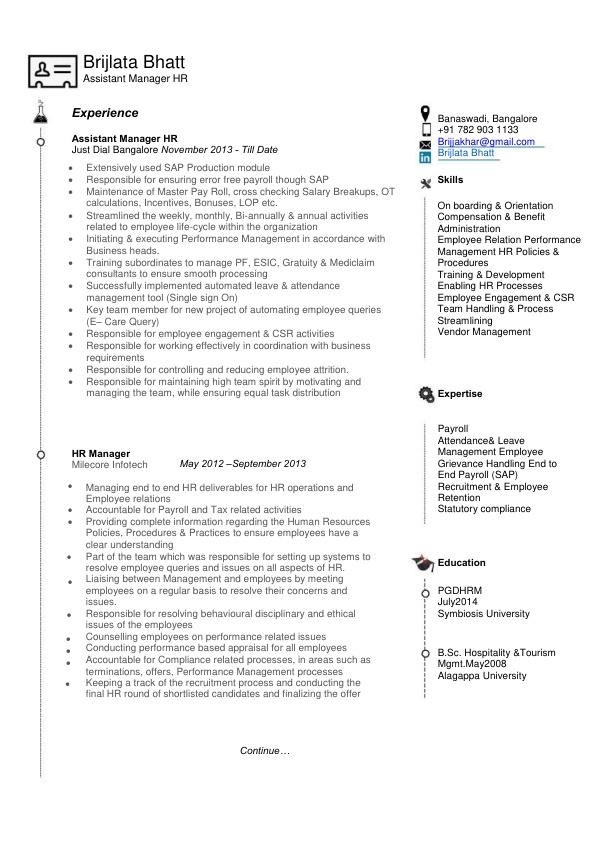 Brijlata Bhatt
Assistant Manager HR
Experience
Assistant Manager HR
Just Dial Bangalore November 2013 - Till Date
• Extensively used SAP Production module
• Responsible for ensuring error free payroll though SAP
• Maintenance of Master Pay Roll, cross checking Salary Breakups, OT
calculations, Incentives, Bonuses, LOP etc.
• Streamlined the weekly, monthly, Bi-annually & annual activities
related to employee life-cycle within the organization
• Initiating & executing Performance Management in accordance with
Business heads.
• Training subordinates to manage PF, ESIC, Gratuity & Mediclaim
consultants to ensure smooth processing
• Successfully implemented automated leave & attendance
management tool (Single sign On)
• Key team member for new project of automating employee queries
(E– Care Query)
• Responsible for employee engagement & CSR activities
• Responsible for working effectively in coordination with business
requirements
• Responsible for controlling and reducing employee attrition.
• Responsible for maintaining high team spirit by motivating and
managing the team, while ensuring equal task distribution
HR Manager
Milecore Infotech May 2012 –September 2013
• Managing end to end HR deliverables for HR operations and
Employee relations
• Accountable for Payroll and Tax related activities
• Providing complete information regarding the Human Resources
Policies, Procedures & Practices to ensure employees have a
clear understanding
• Part of the team which was responsible for setting up systems to
resolve employee queries and issues on all aspects of HR.
• Liaising between Management and employees by meeting
employees on a regular basis to resolve their concerns and
issues.
• Responsible for resolving behavioural disciplinary and ethical
issues of the employees
• Counselling employees on performance related issues
• Conducting performance based appraisal for all employees
• Accountable for Compliance related processes, in areas such as
terminations, offers, Performance Management processes
• Keeping a track of the recruitment process and conducting the
final HR round of shortlisted candidates and finalizing the offer
Continue…
Banaswadi, Bangalore
+91 782 903 1133
Brijjakhar@gmail.com
in Brijlata Bhatt
Skills
On boarding & Orientation
Compensation & Benefit
Administration
Employee Relation Performance
Management HR Policies &
Procedures
Training & Development
Enabling HR Processes
Employee Engagement & CSR
Team Handling & Process
Streamlining
Vendor Management
Expertise
Payroll
Attendance& Leave
Management Employee
Grievance Handling End to
End Payroll (SAP)
Recruitment & Employee
Retention
Statutory compliance
Education
PGDHRM
July2014
Symbiosis University
B.Sc. Hospitality &Tourism
Mgmt.May2008
Alagappa University